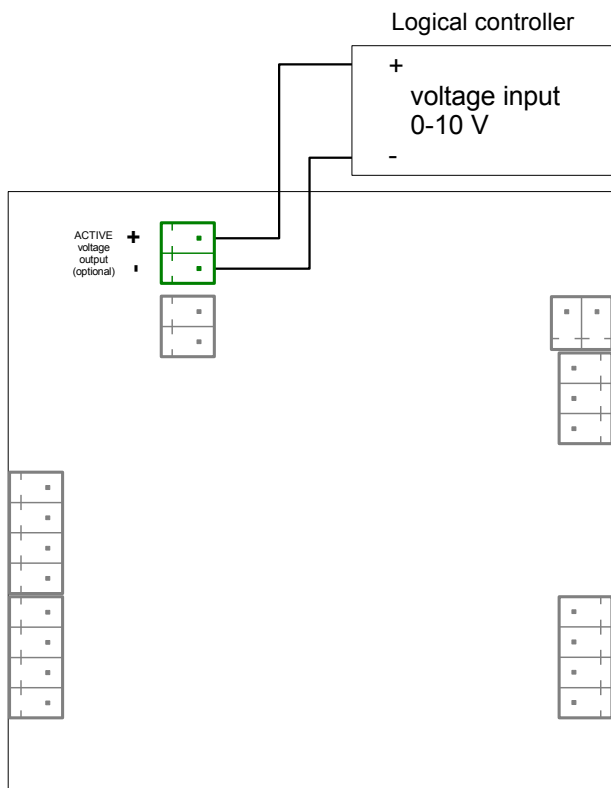 Logical controller
+
voltage input
0-10 V
-
ACTIVE
voltage
output
(optional)
+
-